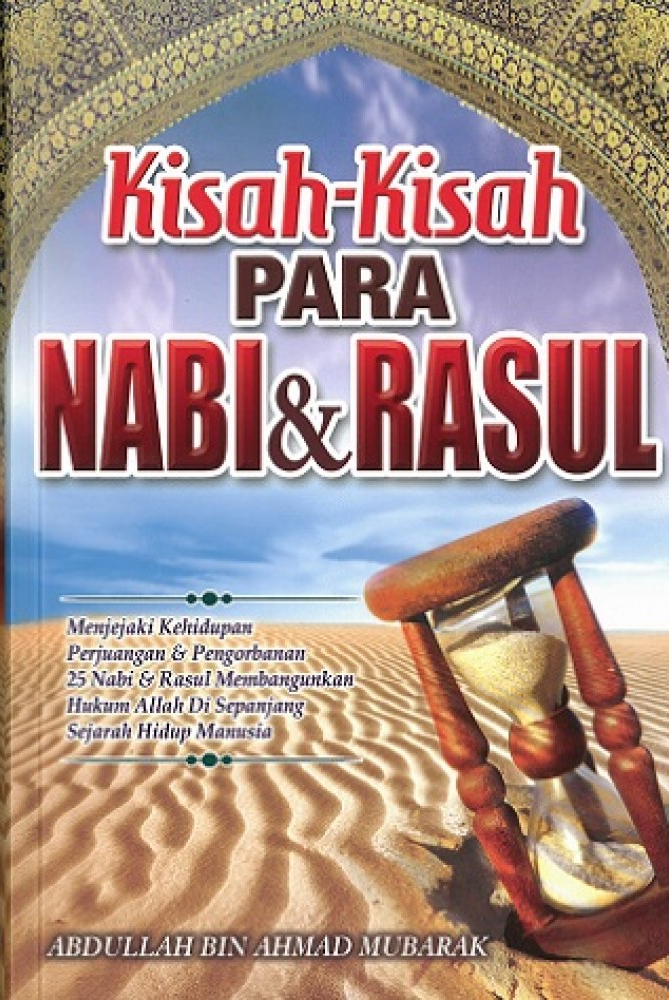 Kisah-Kisah
PARA
NABI & RASUL
Menjejaki Kehidupan
Perjuangan & Pengorbanan
25 Nabi & Rasul Membangunkan
Hukum Allah Di Sepanjang
Sejarah Hidup Manusia
ABDULLAH BIN AHMAD MUBARAK